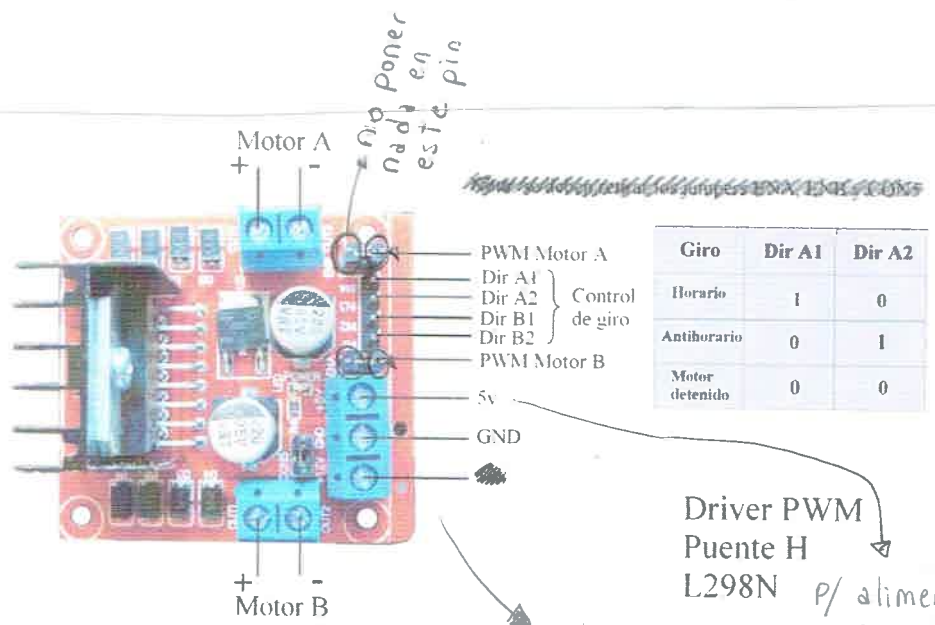 no poner
nada en
este pin
Motor A
+ -
PWM Motor A
Dir A1
Dir A2
Dir B1
Dir B2
Control
de giro
PWM Motor B
5v
GND
+ -
Motor B
Giro Dir A1 Dir A2
Horario 1 0
Antihorario 0 1
Motor
detenido 0 0
Driver PWM
Puente H
L298N
P/ alimen